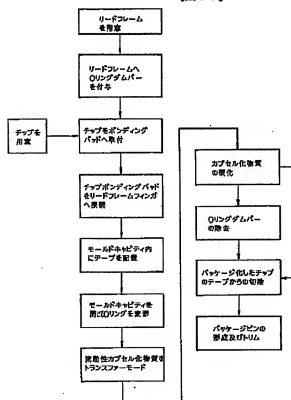 リードフレーム
を用意
リードフレームへ
Oリングダムバー
を付与
チップを
用意
チップをボンディング
パッドへ取付
チップボンディングパッド
をリードフレームフィンガ
へ接続
モールドキャビティ内
にテープを配置
モールドキャビティを
閉じOリングを変形
流動性カプセル化物質を
トランスファーモード
カプセル化物質
の硬化
Oリングダムバー
の除去
パッケージ化したチップ
のテープからの切除
パッケージピンの
形成及びトリム